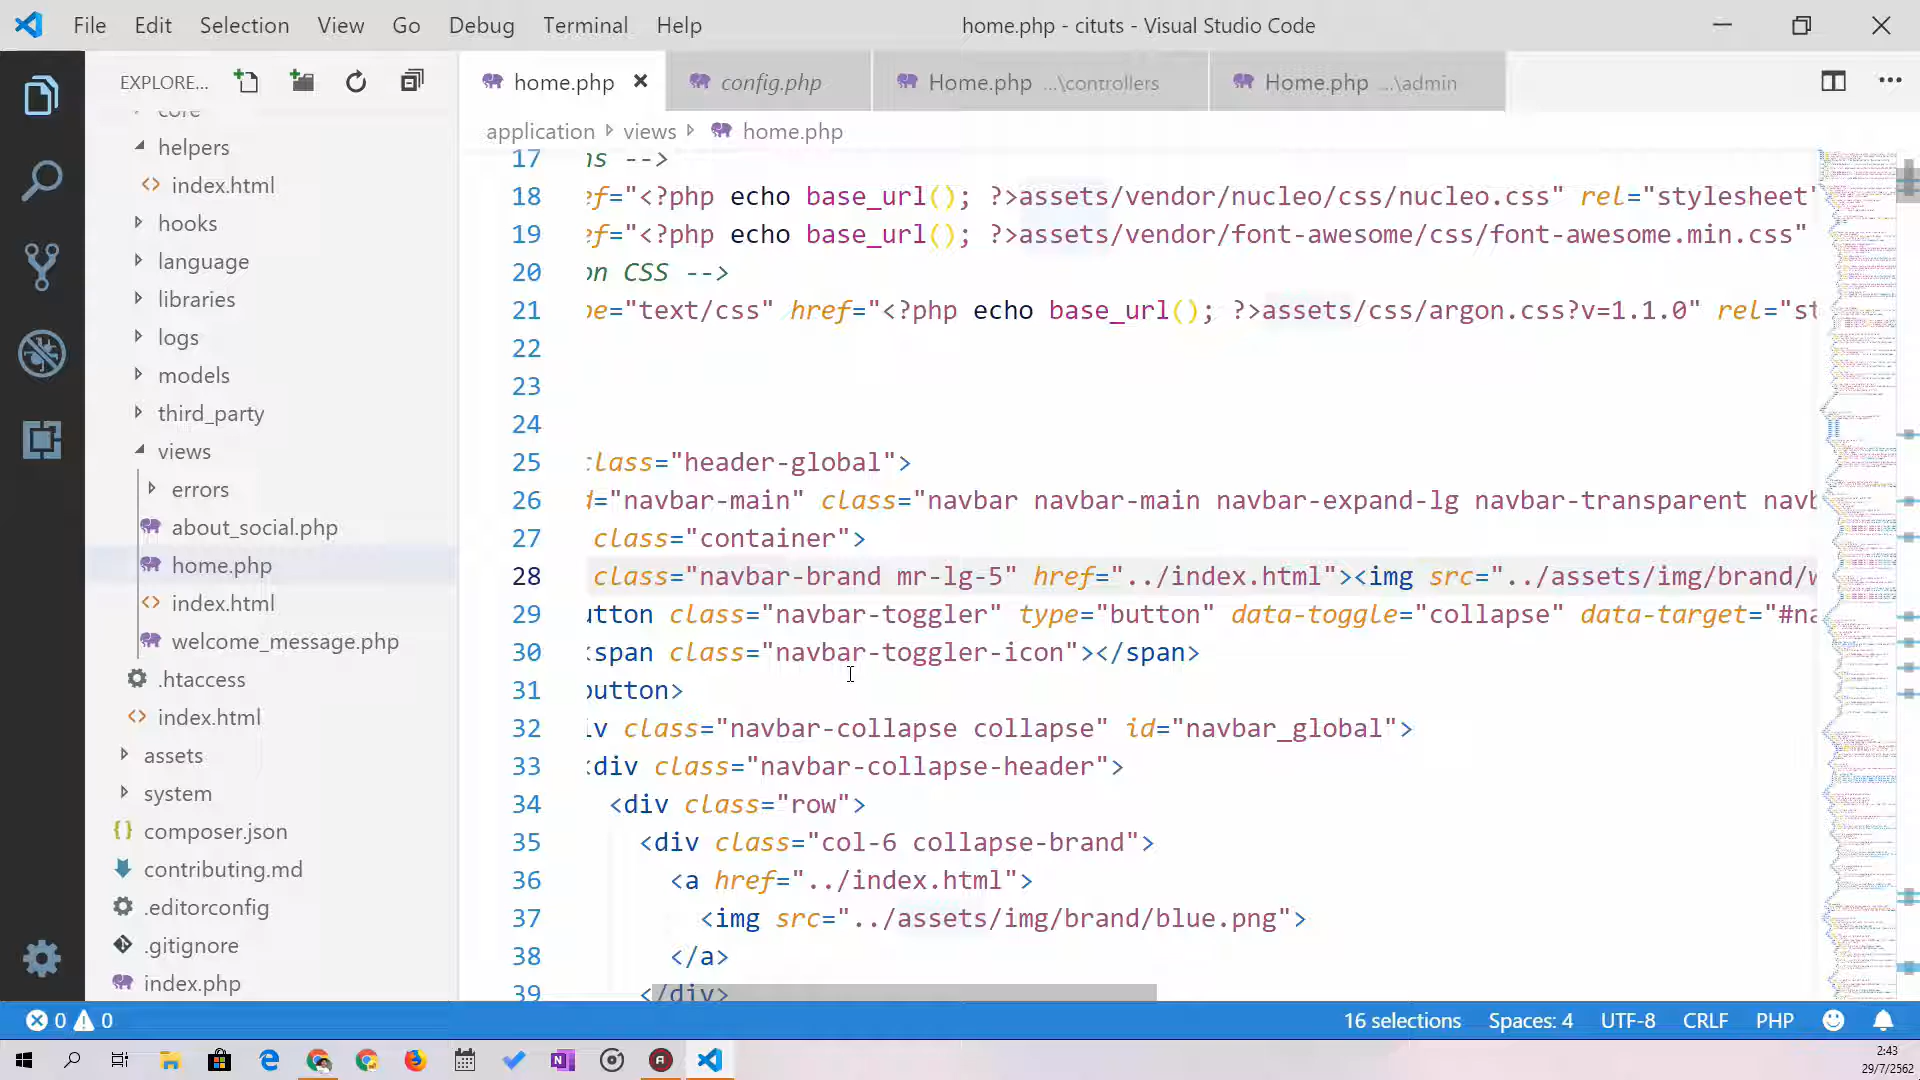 File Edit Selection View Go Debug Terminal Help
home.php - cituts - Visual Studio Code
EXPLORE...
home.php
config.php
Home.php ...\controllers
Home.php ...\admin
application views home.php
core
helpers
index.html
hooks
language
libraries
logs
models
third_party
views
errors
about_social.php
home.php
index.html
welcome_message.php
.htaccess
index.html
assets
system
composer.json
contributing.md
.editorconfig
.gitignore
index.php
17 ns -->
18 ef="<?php echo base_url(); ?>assets/vendor/nucleo/css/nucleo.css" rel="stylesheet"
19 ef="<?php echo base_url(); ?>assets/vendor/font-awesome/css/font-awesome.min.css"
20 on CSS -->
21 pe="text/css" href="<?php echo base_url(); ?>assets/css/argon.css?v=1.1.0" rel="st
22
23
24
25 class="header-global">
26 d="navbar-main" class="navbar navbar-main navbar-expand-lg navbar-transparent navb
27 class="container">
28 class="navbar-brand mr-lg-5" href="../index.html"><img src="../assets/img/brand/w
29 utton class="navbar-toggler" type="button" data-toggle="collapse" data-target="#na
30 <span class="navbar-toggler-icon"></span>
31 button>
32 iv class="navbar-collapse collapse" id="navbar_global">
33 <div class="navbar-collapse-header">
34 <div class="row">
35 <div class="col-6 collapse-brand">
36 <a href="../index.html">
37 <img src="../assets/img/brand/blue.png">
38 </a>
39 </div>
0 0
16 selections Spaces: 4 UTF-8 CRLF PHP
2:43
29/7/2562